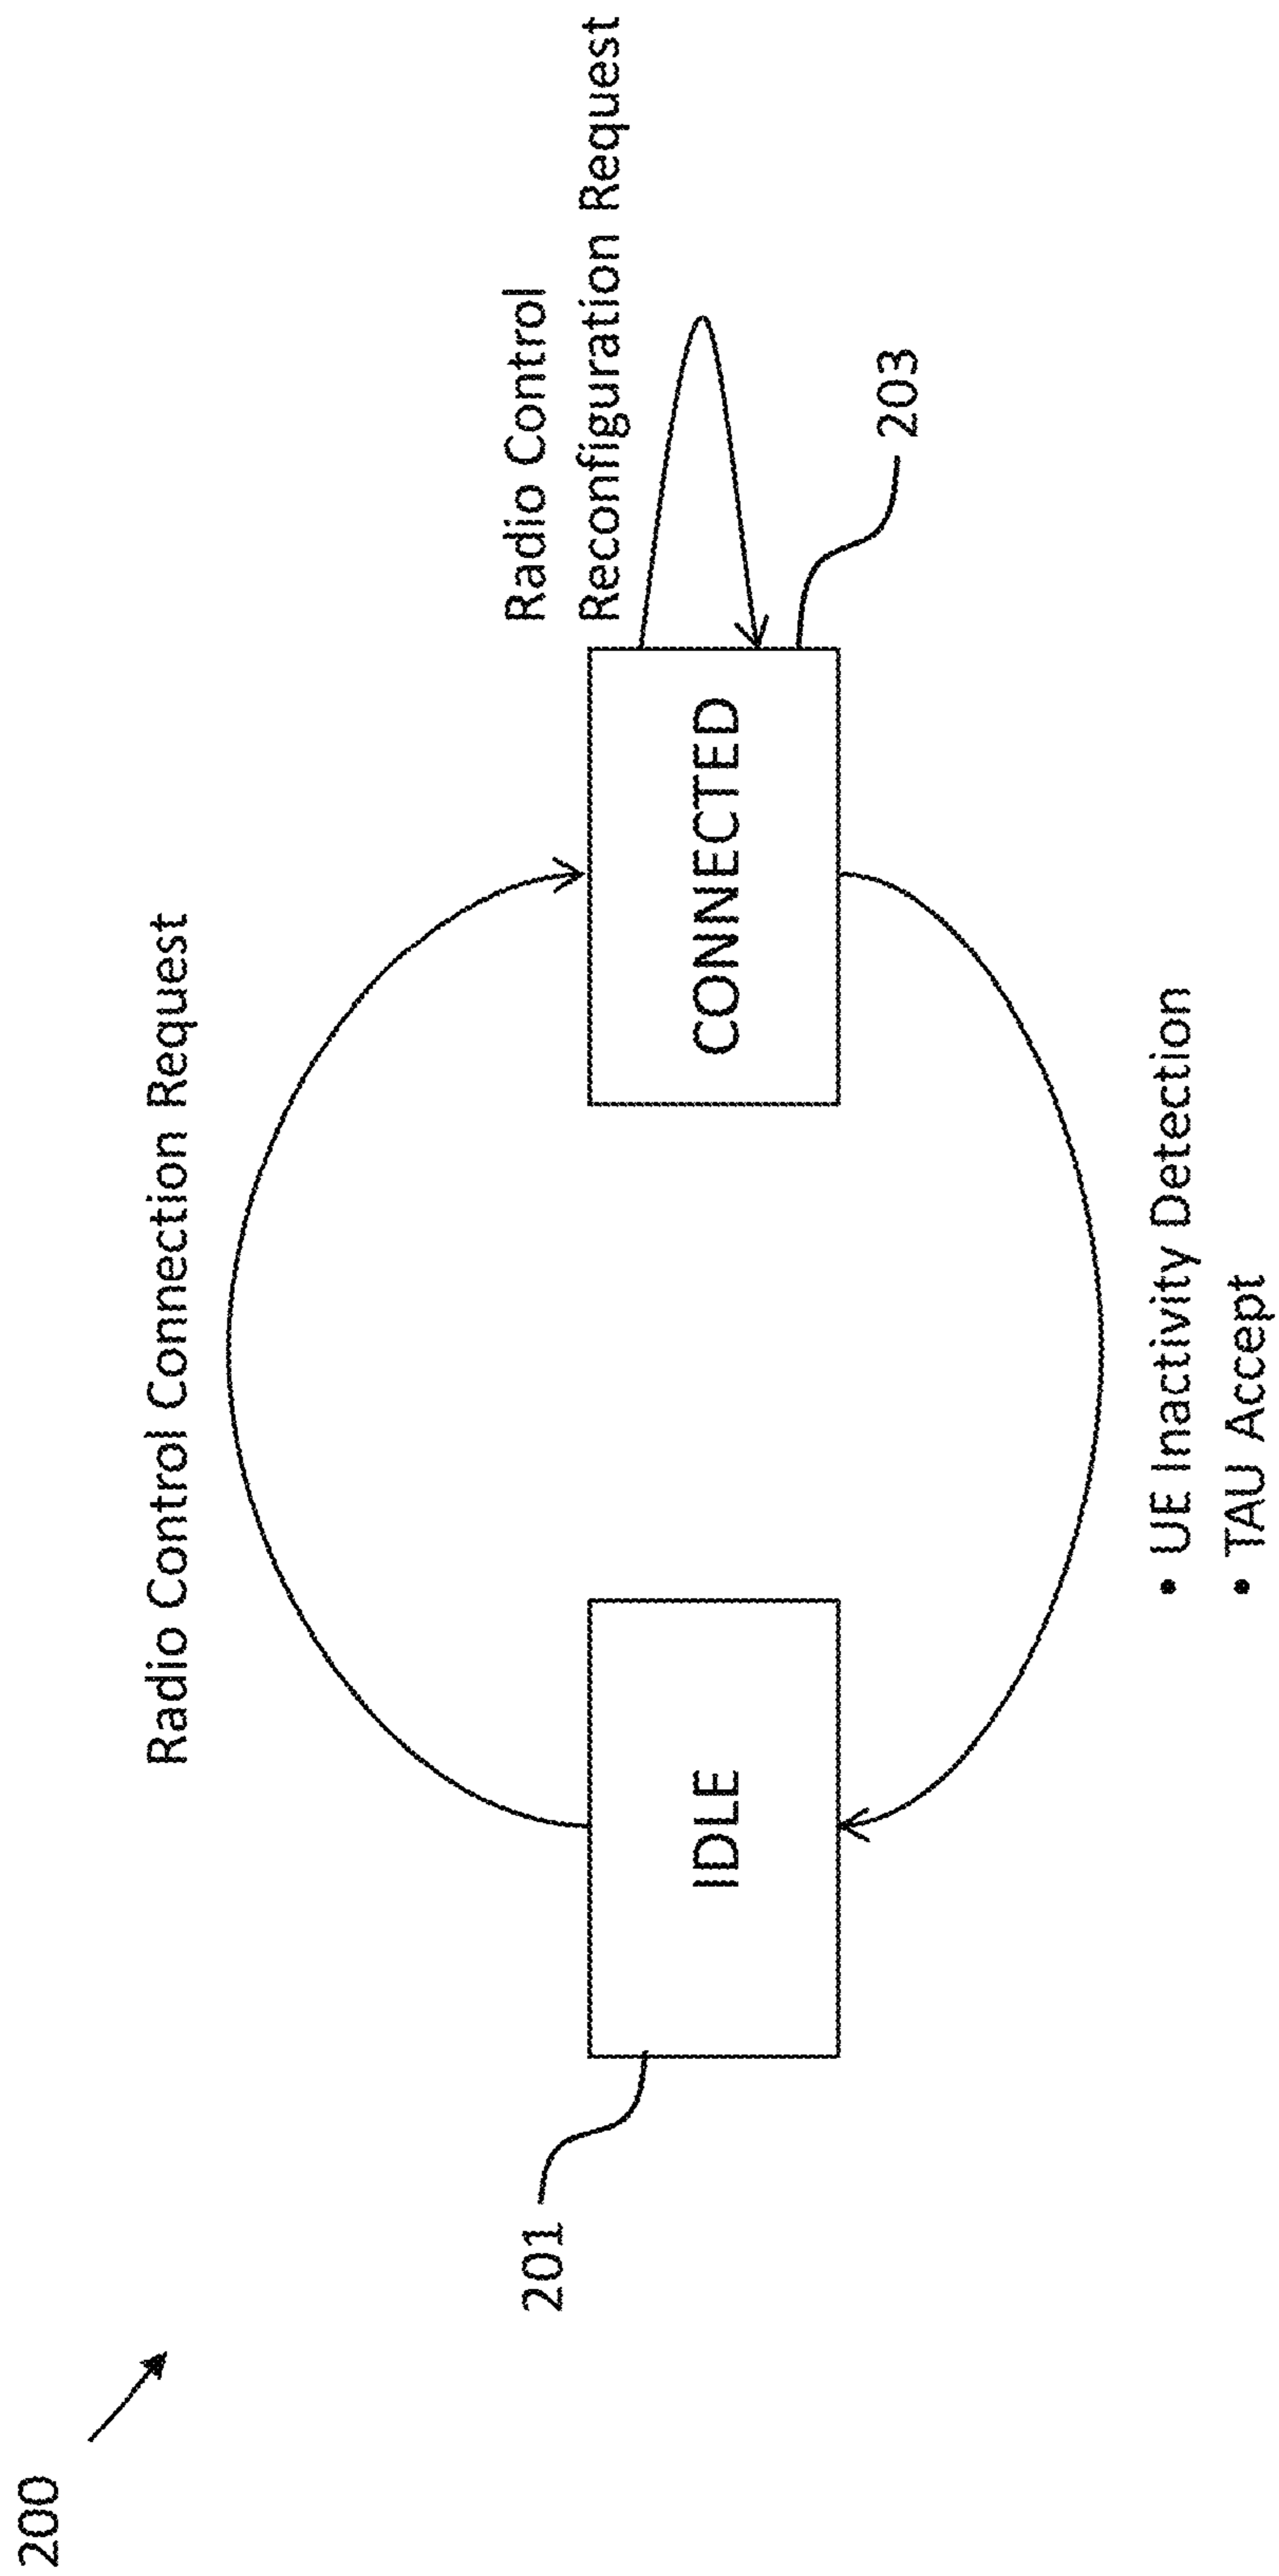 200
Radio Control Connection Request
Radio Control
Reconfiguration Request
201
IDLE
CONNECTED
203
• UE Inactivity Detection
• TAU Accept